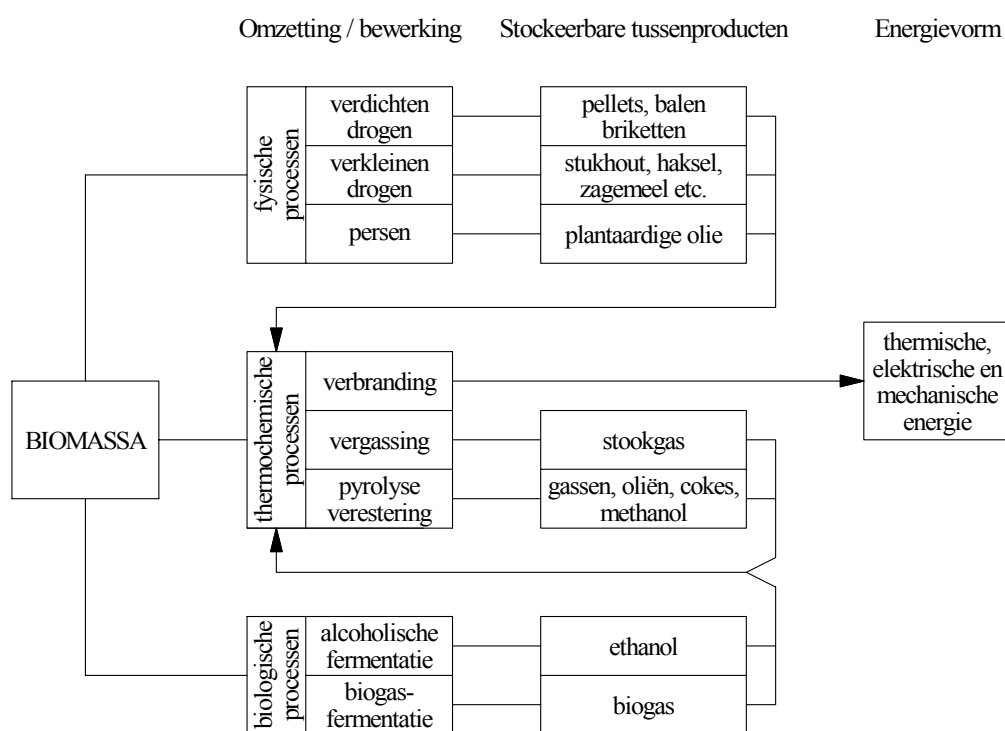 Omzetting / bewerking
Stockeerbare tussenproducten
Energievorm
fysische
processen
verdichten
drogen
pellets, balen
briketten
verkleinen
drogen
stukhout, haksel,
zagemeel etc.
persen
plantaardige olie
BIOMASSA
thermochemische
processen
verbranding
thermische,
elektrische en
mechanische
energie
vergassing
stookgas
pyrolyse
verestering
gassen, oliën, cokes,
methanol
biologische
processen
alcoholische
fermentatie
ethanol
biogas-
fermentatie
biogas